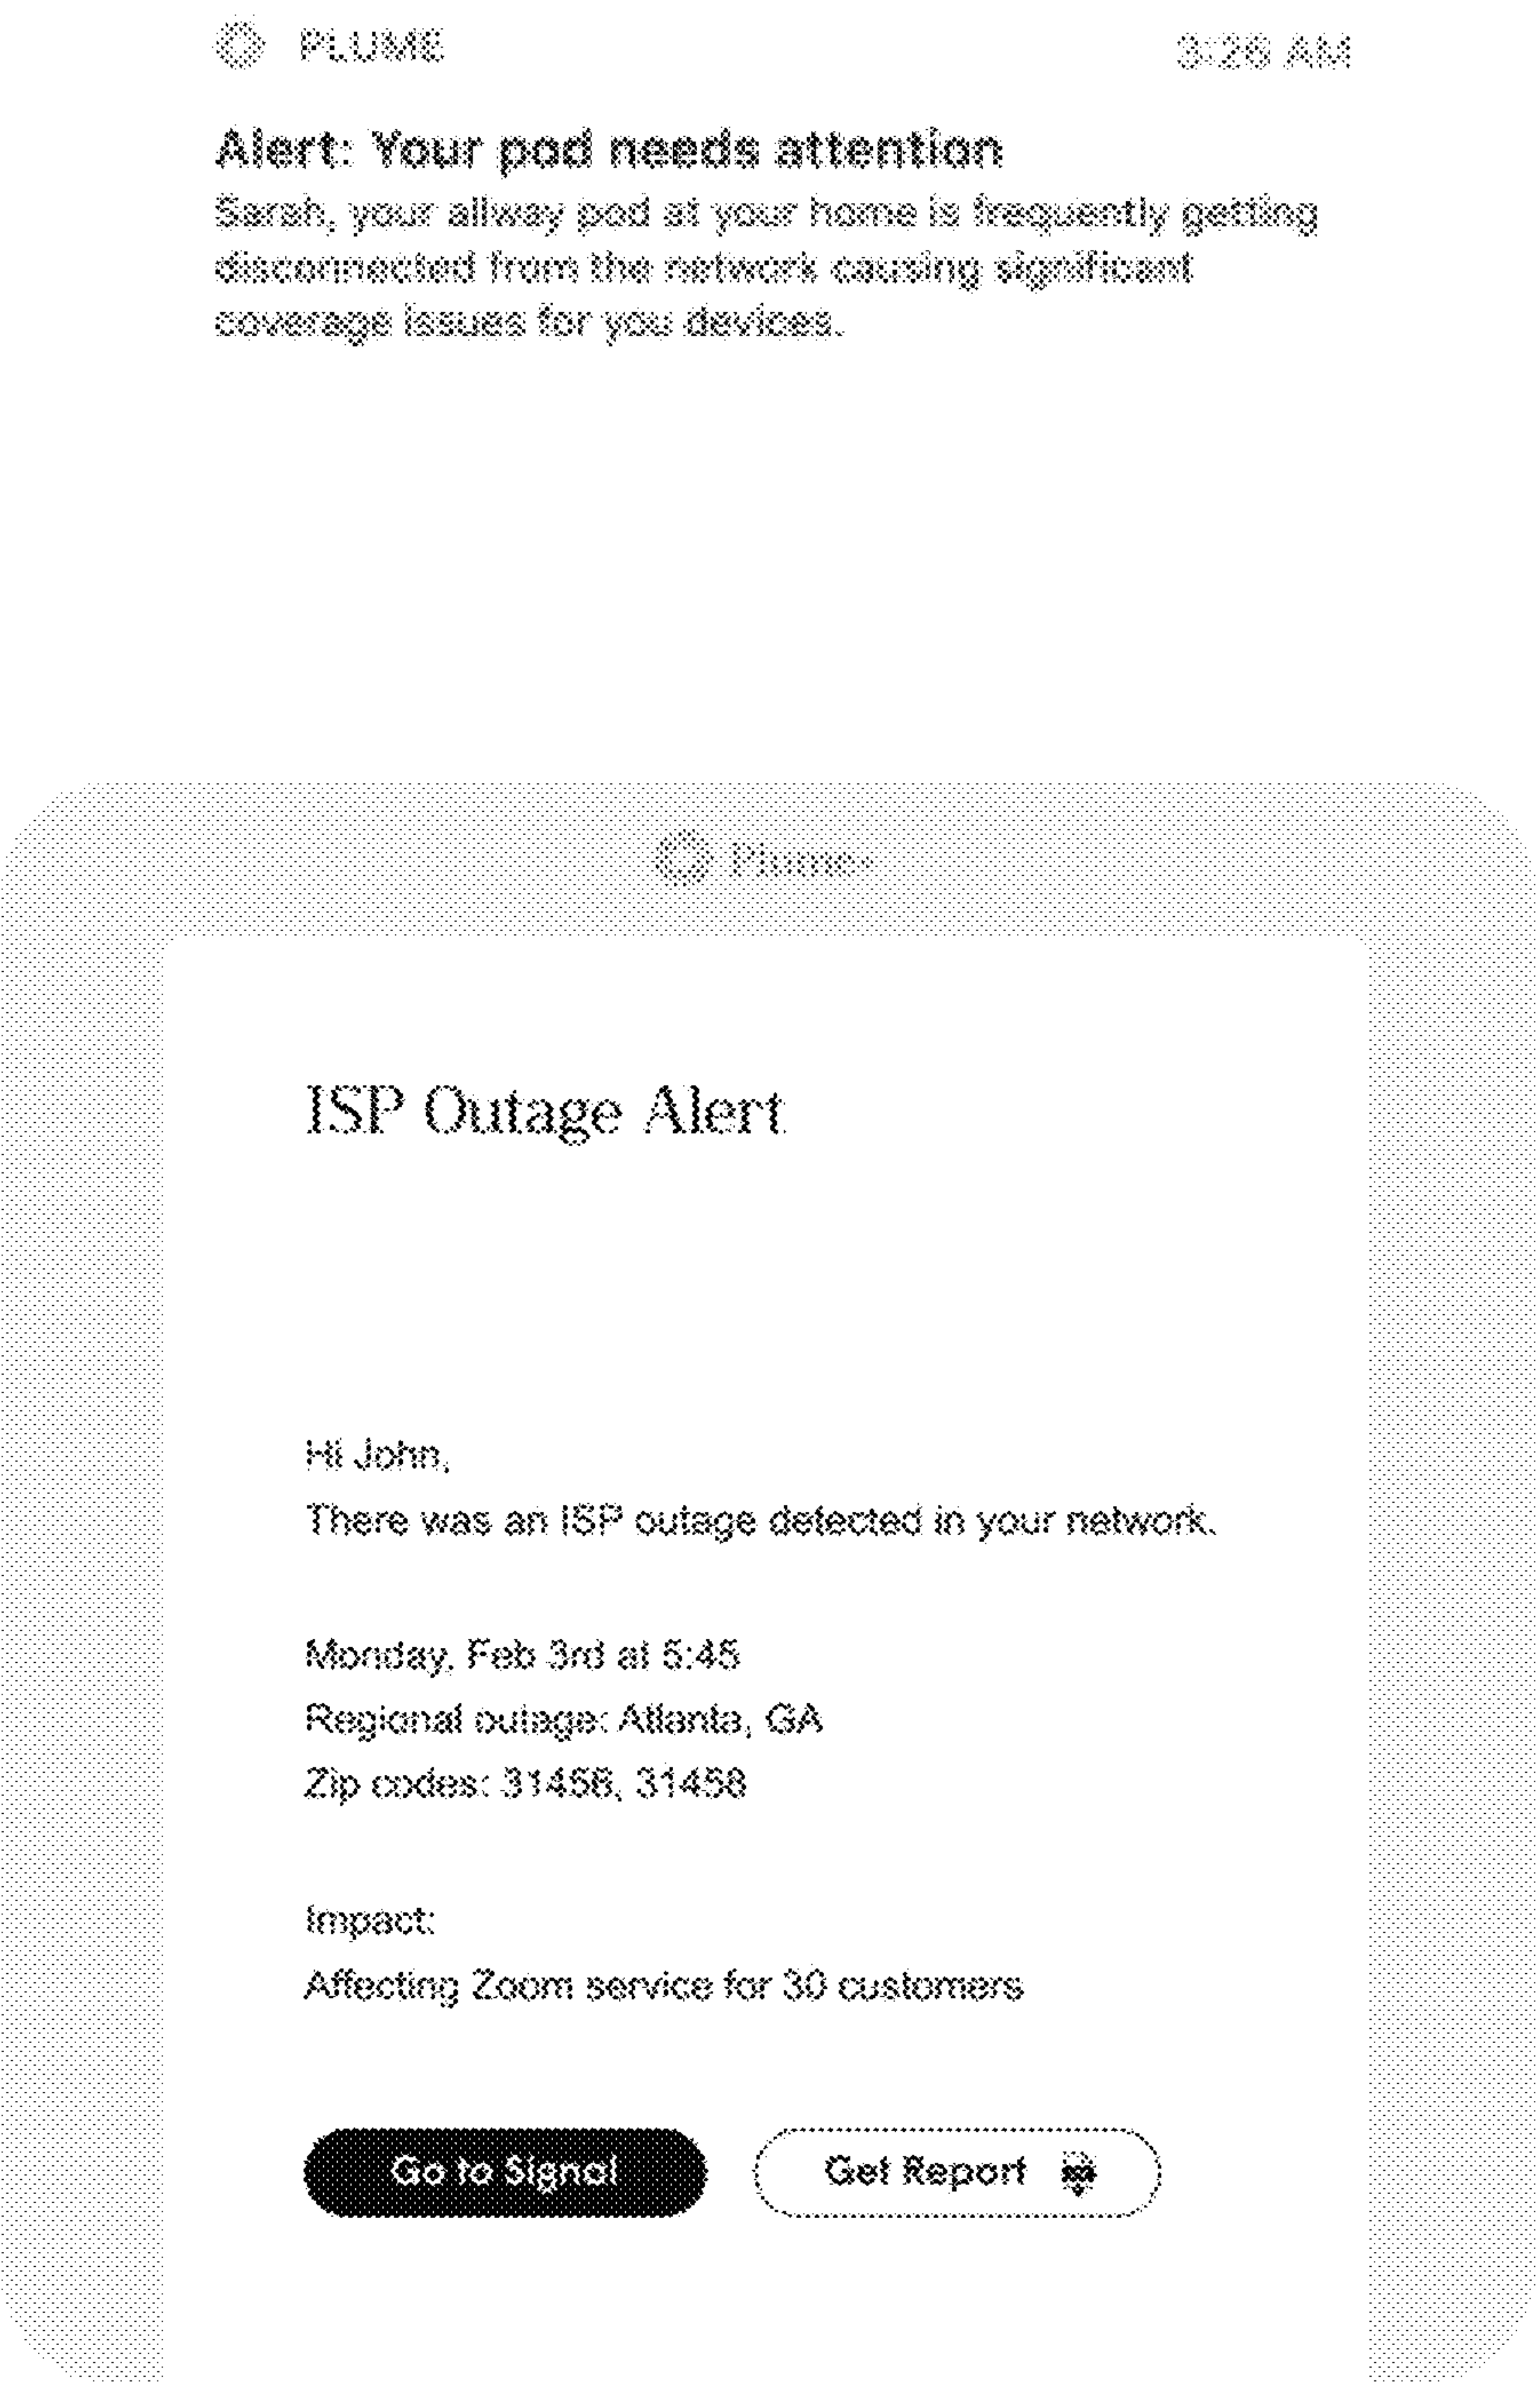 PLUME
3:26 AM
Alert: Your pod needs attention
Sarah, your allway pod at your home is frequently getting
disconnected from the network causing significant
coverage issues for you devices.
Plume
ISP Outage Alert
Hi John,
There was an ISP outage detected in your network.
Monday, Feb 3rd at 5:45
Regional outage: Atlanta, GA
Zip codes: 31458
Impact:
Affecting Zoom service for 30 customers
Go to Signal
Get Report